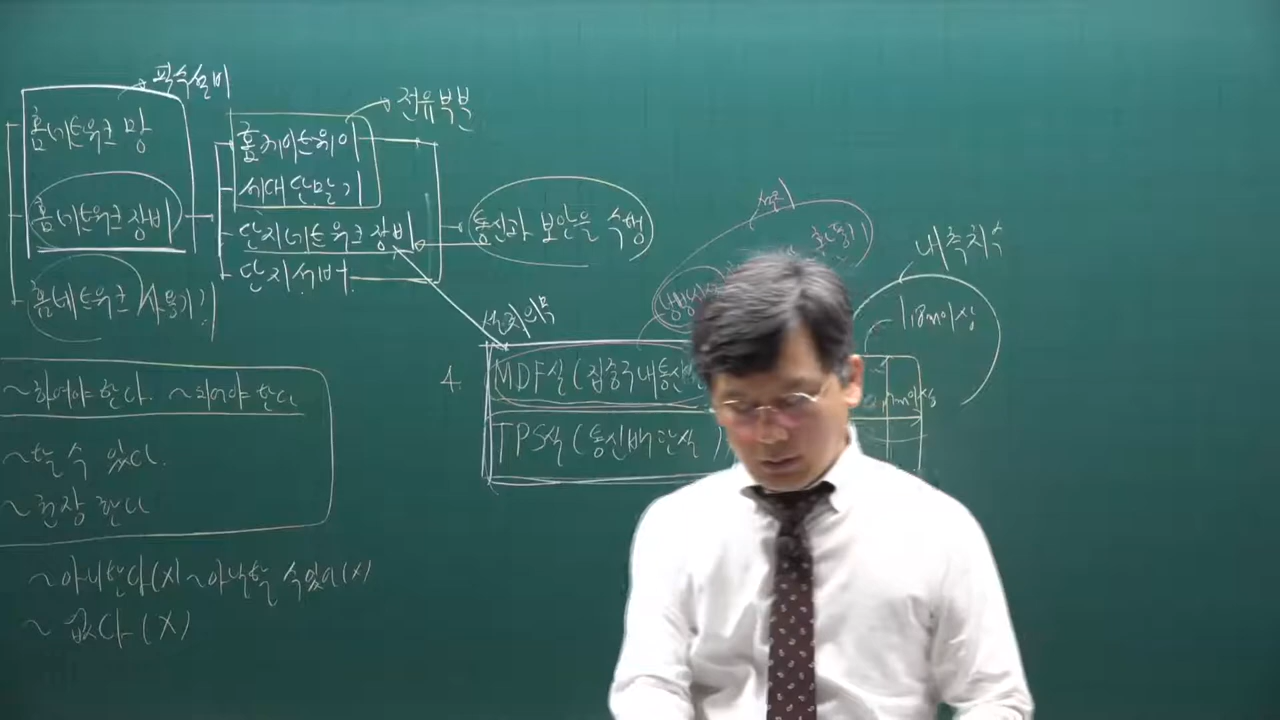 필수설비
홈네트워크 망
홈네트워크 장비
홈네트워크 사용기기
전유부분
홈게이트웨이
세대단말기
단지네트워크 장비
단지서버
통신과 보안을 수행
~하여야 한다. ~되어야 한다
~할 수 있다.
~권장 한다
~아니한다(X) ~아니할 수 있다(X)
~ 없다 (X)
설치의무
4
MDF실 (집중구내통신
TPS실 (통신배관실 )
내측치수
1.8m 이상